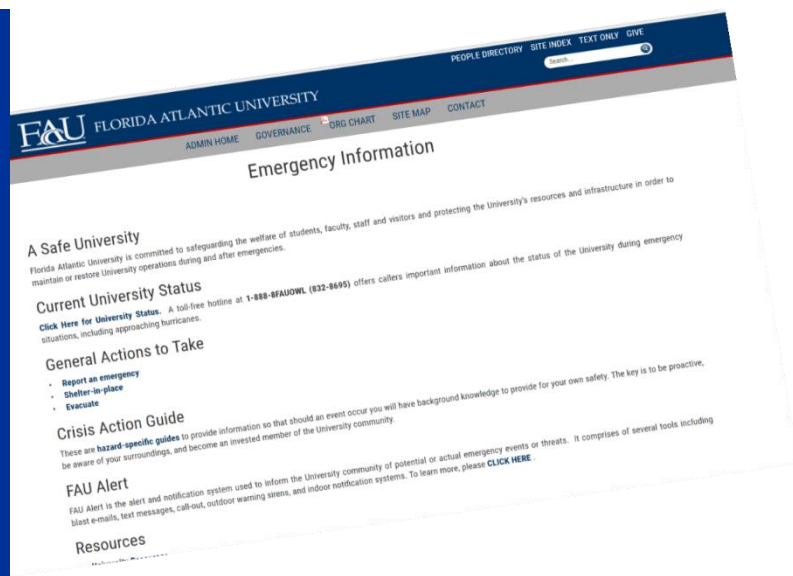 PEOPLE DIRECTORY SITE INDEX TEXT ONLY GIVE
Search...
FAU FLORIDA ATLANTIC UNIVERSITY
ADMIN HOME GOVERNANCE ORG CHART SITE MAP CONTACT
Emergency Information
A Safe University
Florida Atlantic University is committed to safeguarding the welfare of students, faculty, staff and visitors and protecting the University's resources and infrastructure in order to
maintain or restore University operations during and after emergencies.
Current University Status
Click Here for University Status. A toll-free hotline at 1-888-8FAUOWL (832-8695) offers callers important information about the status of the University during emergency
situations, including approaching hurricanes.
General Actions to Take
• Report an emergency
• Shelter-in-place
• Evacuate
Crisis Action Guide
These are hazard-specific guides to provide information so that should an event occur you will have background knowledge to provide for your own safety. The key is to be proactive,
be aware of your surroundings, and become an invested member of the University community.
FAU Alert
FAU Alert is the alert and notification system used to inform the University community of potential or actual emergency events or threats. It comprises of several tools including
blast e-mails, text messages, call-out, outdoor warning sirens, and indoor notification systems. To learn more, please CLICK HERE .
Resources